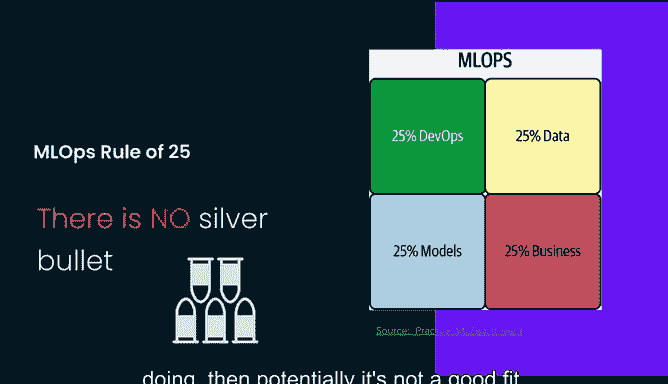 MLOPS
25% DevOps
25% Data
MLOps Rule of 25
There is NO silver
bullet
25% Models
25% Business
Source:
doing, then potentially it's not a good fit